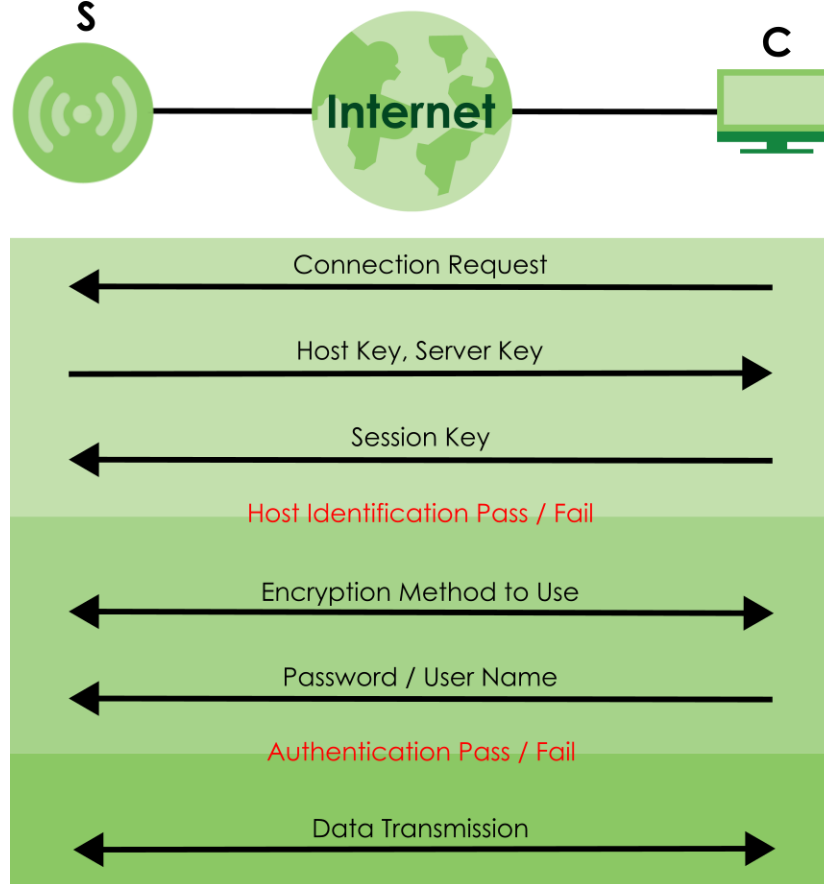 S
C
Internet
Connection Request
Host Key, Server Key
Session Key
Host Identification Pass / Fail
Encryption Method to Use
Password / User Name
Authentication Pass / Fail
Data Transmission